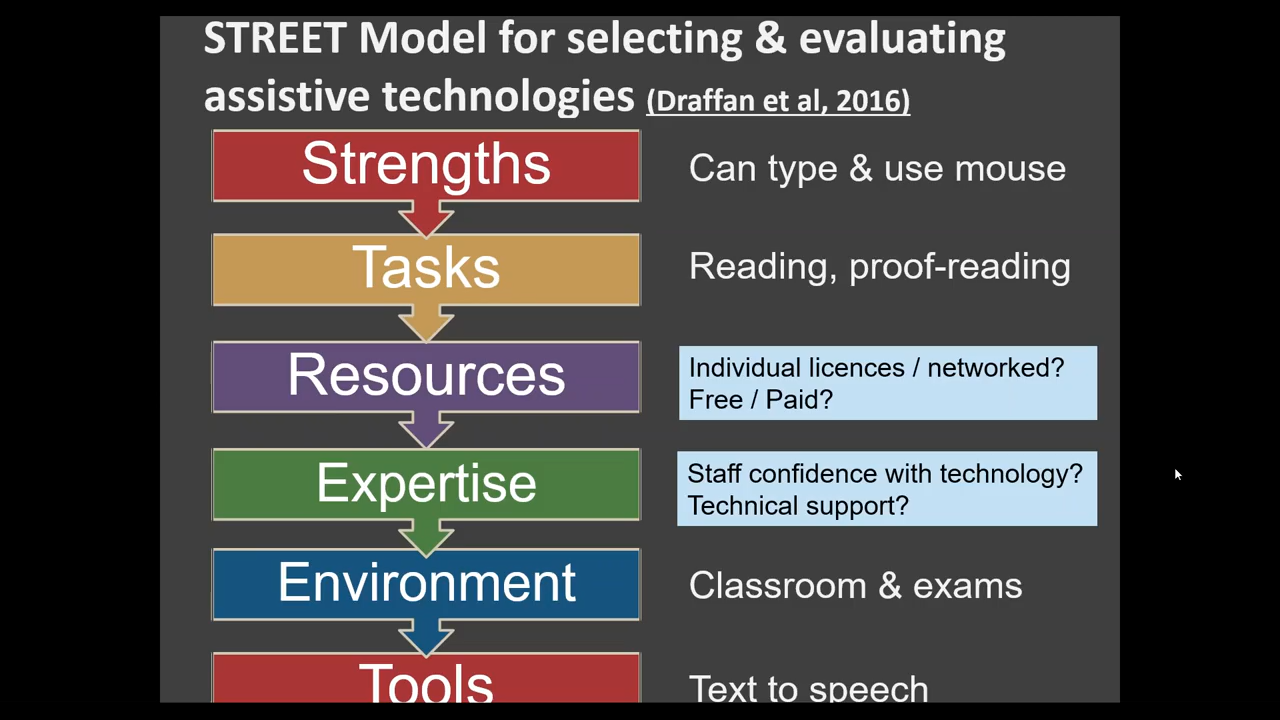 STREET Model for selecting & evaluating
assistive technologies (Draffan et al, 2016)
Strengths
Can type & use mouse
Tasks
Reading, proof-reading
Resources
Individual licences / networked?
Free / Paid?
Expertise
Staff confidence with technology?
Technical support?
Environment
Classroom & exams
Tools
Text to speech